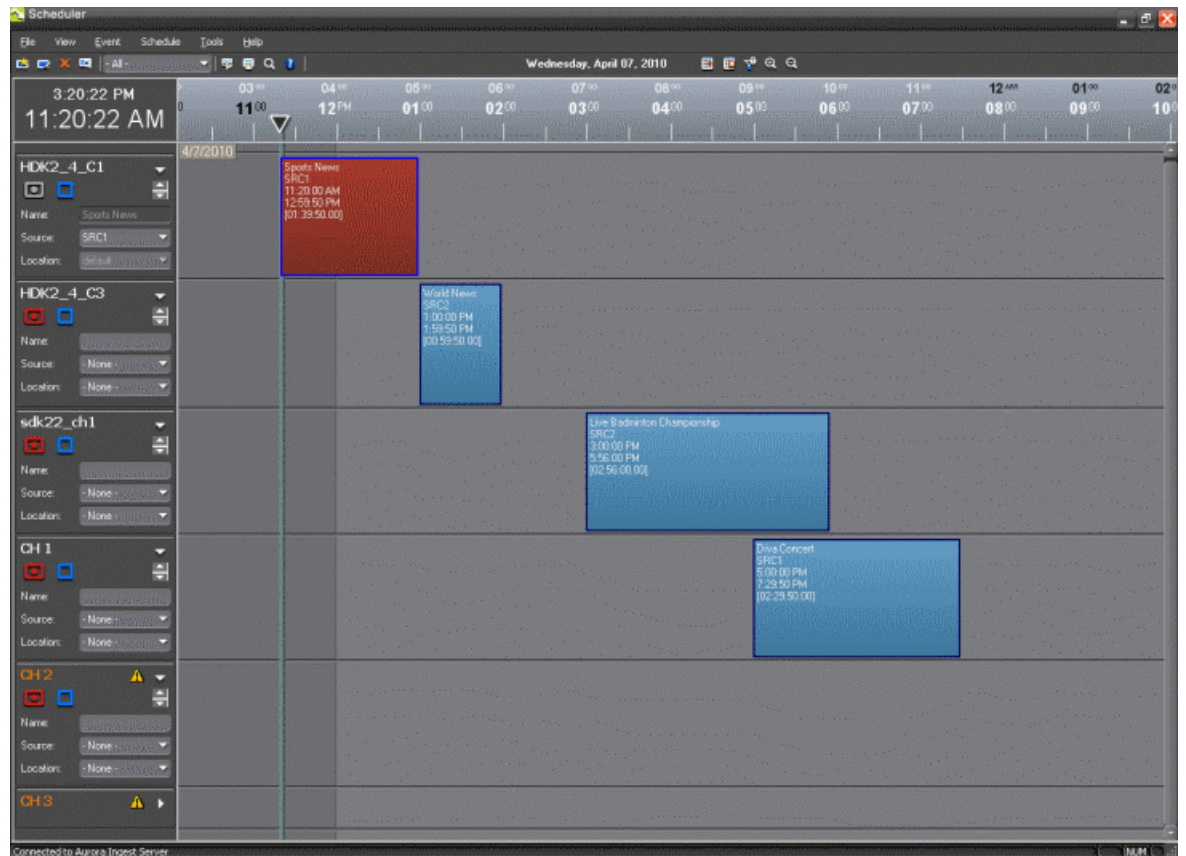 Scheduler
File View Event Schedule Tools Help
- All - Wednesday, April 07, 2010
3:20:22 PM
11:20:22 AM
03 00 04 00 05 00 06 00 07 00 08 00 09 00 10 00 11 00 12 AM 01 00 02 0
0 11 00 12 PM 01 00 02 00 03 00 04 00 05 00 06 00 07 00 08 00 09 00 10 0
4/7/2010
HDK2_4_C1
Name: Sports News
Source: SRC1
Location: default
Sports News
SRC1
11:20:00 AM
12:59:50 PM
[01:39:50.00]
HDK2_4_C3
Name:
Source: - None -
Location: - None -
World News
SRC2
1:00:00 PM
1:59:50 PM
[00:59:50.00]
sdk22_ch1
Name:
Source: - None -
Location: - None -
Live Badminton Championship
SRC2
3:00:00 PM
5:56:00 PM
[02:56:00.00]
CH 1
Name:
Source: - None -
Location: - None -
Diva Concert
SRC1
5:00:00 PM
7:29:50 PM
[02:29:50.00]
CH 2
Name:
Source: - None -
Location: - None -
CH 3
Connected to Aurora Ingest Server NUM